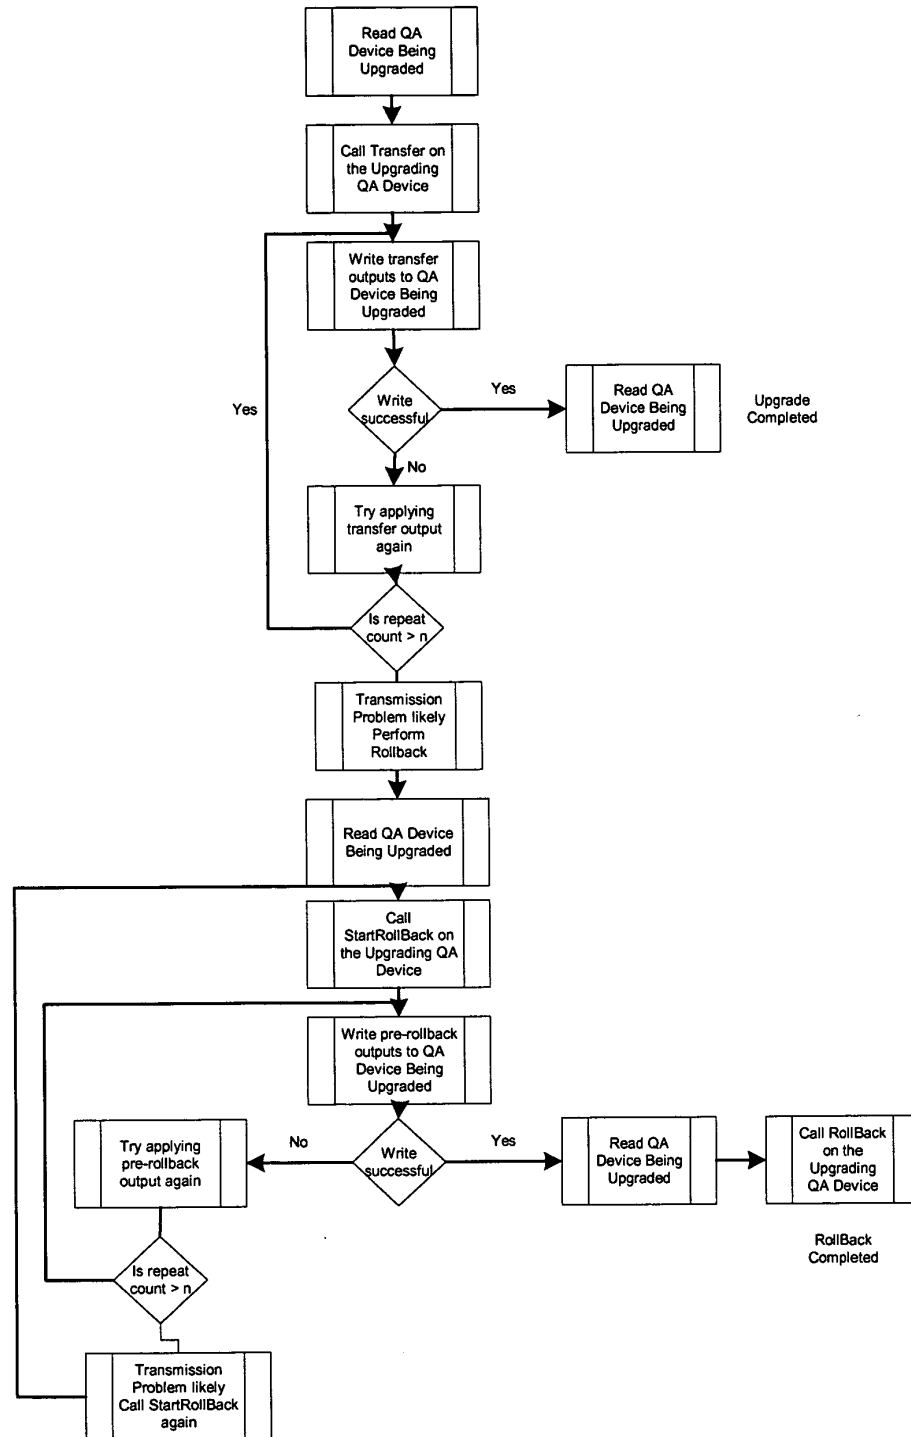 Read QA
Device Being
Upgraded
Call Transfer on
the Upgrading
QA Device
Write transfer
outputs to QA
Device Being
Upgraded
Yes
Write
successful
Yes
Read QA
Device Being
Upgraded
Upgrade
Completed
No
Try applying
transfer output
again
Is repeat
count > n
Transmission
Problem likely
Perform
Rollback
Read QA Device
Being Upgraded
Call
StartRollBack on
the Upgrading QA
Device
Write pre-rollback
outputs to QA
Device Being
Upgraded
Try applying
pre-rollback
output again
No
Write
successful
Yes
Read QA
Device Being
Upgraded
Call RollBack
on the
Upgrading
QA Device
RollBack
Completed
Is repeat
count > n
Transmission
Problem likely
Call StartRollBack
again